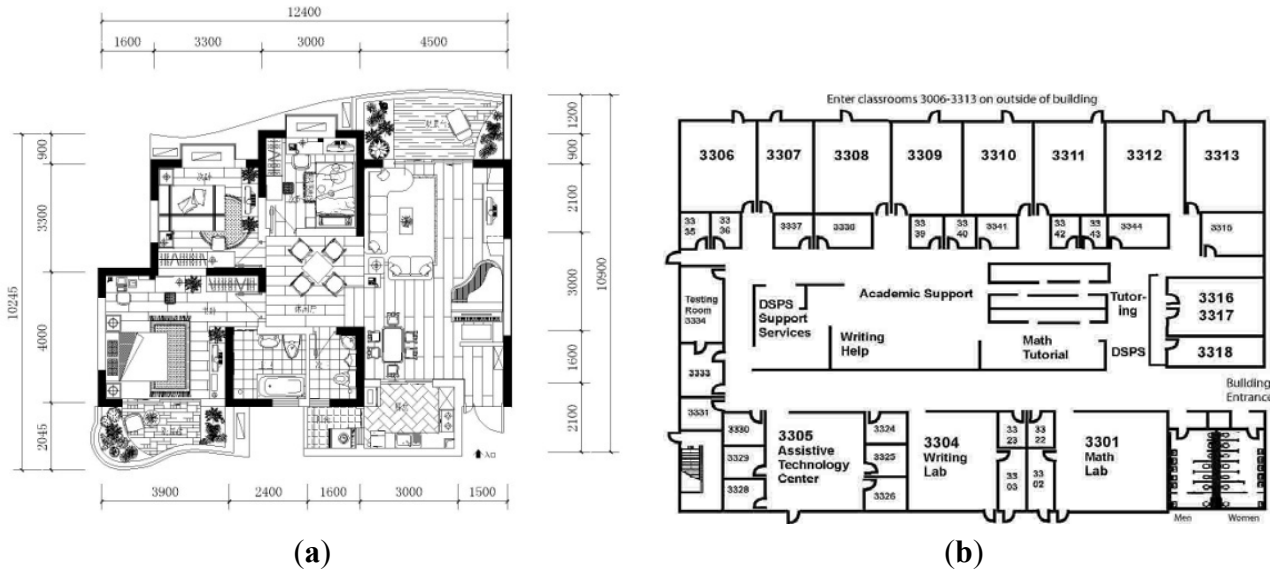 12400
1600 3300 3000 4500
900
3300
4000
2045
10245
1200
900
2100
3000
1600
2100
10900
入口
3900 2400 1600 3000 1500
(a)
Enter classrooms 3006-3313 on outside of building
3306 3307 3308 3309 3310 3311 3312 3313
33
35
33
36
3337
33
39
33
40
3341
33
42
33
43
3344
3315
Testing
Room
3334
DSPS
Support
Services
Academic Support
Writing
Help
Math
Tutorial
Tutor-
ing
DSPS
3316
3317
3318
Building
Entrance
3333
3331
3330
3329
3328
3305
Assistive
Technology
Center
3324
3325
3326
3304
Writing
Lab
33
23
33
22
33
03
33
02
3301
Math
Lab
Men Women
(b)